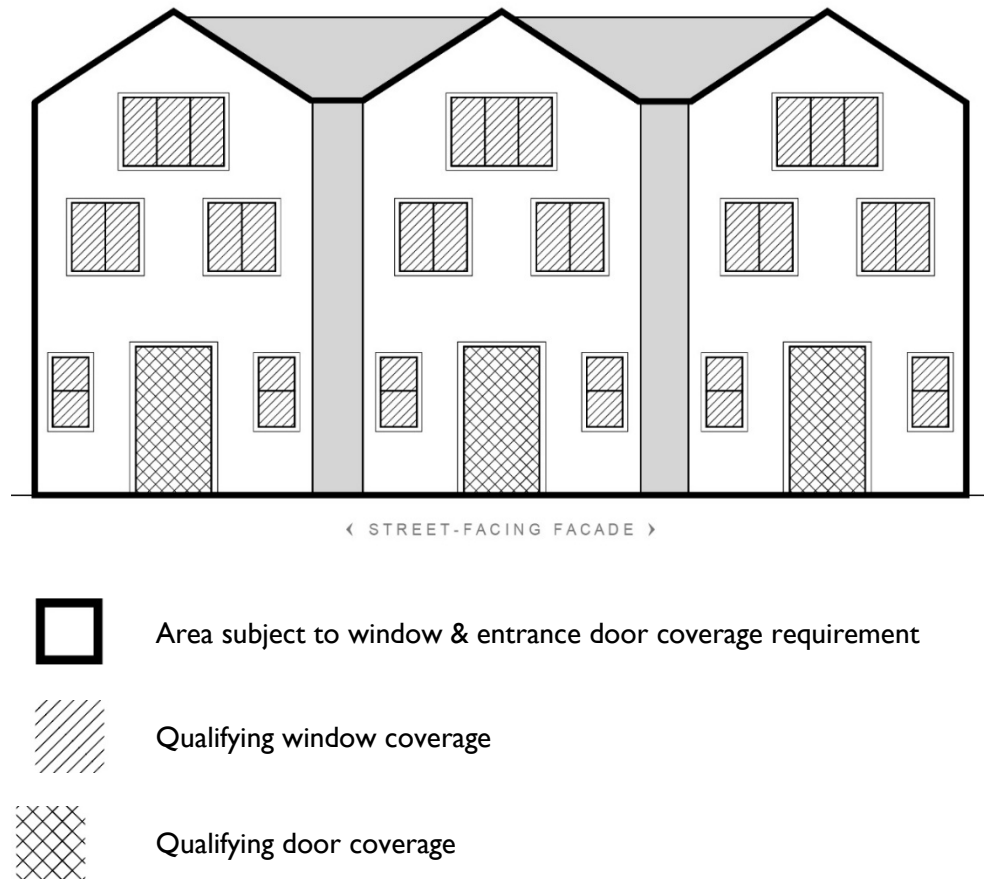 ‹ STREET-FACING FACADE ›
Area subject to window & entrance door coverage requirement
Qualifying window coverage
Qualifying door coverage